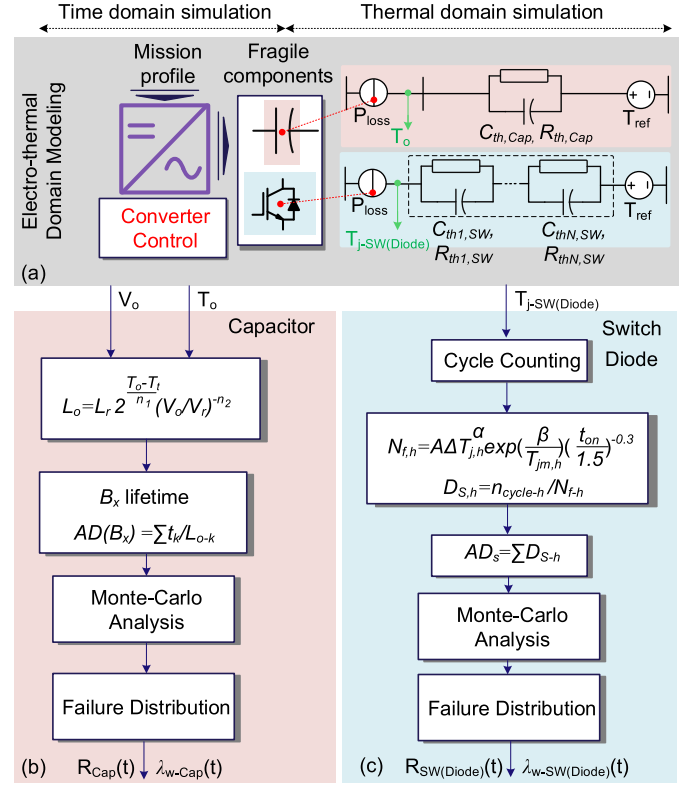 Time domain simulation
Thermal domain simulation
Electro-thermal
Domain Modeling
Mission
profile
Converter
Control
Fragile
components
P_loss
T_o
C_th,Cap, R_th,Cap
T_ref
P_loss
T_j-SW(Diode)
C_th1,SW,
R_th1,SW
C_thN,SW,
R_thN,SW
T_ref
(a)
V_o
T_o
T_j-SW(Diode)
Capacitor
L_o=L_r 2^((T_o-T_t)/n_1) (V_o/V_r)^(-n_2)
B_x lifetime
AD(B_x) =∑t_k/L_o-k
Monte-Carlo
Analysis
Failure Distribution
(b)
R_Cap(t) λ_w-Cap(t)
Switch
Diode
Cycle Counting
N_f,h=AΔT_j,h^α exp(β/T_jm,h)(t_on/1.5)^-0.3
D_S,h=n_cycle-h/N_f-h
AD_s=∑D_S-h
Monte-Carlo
Analysis
Failure Distribution
(c)
R_SW(Diode)(t) λ_w-SW(Diode)(t)